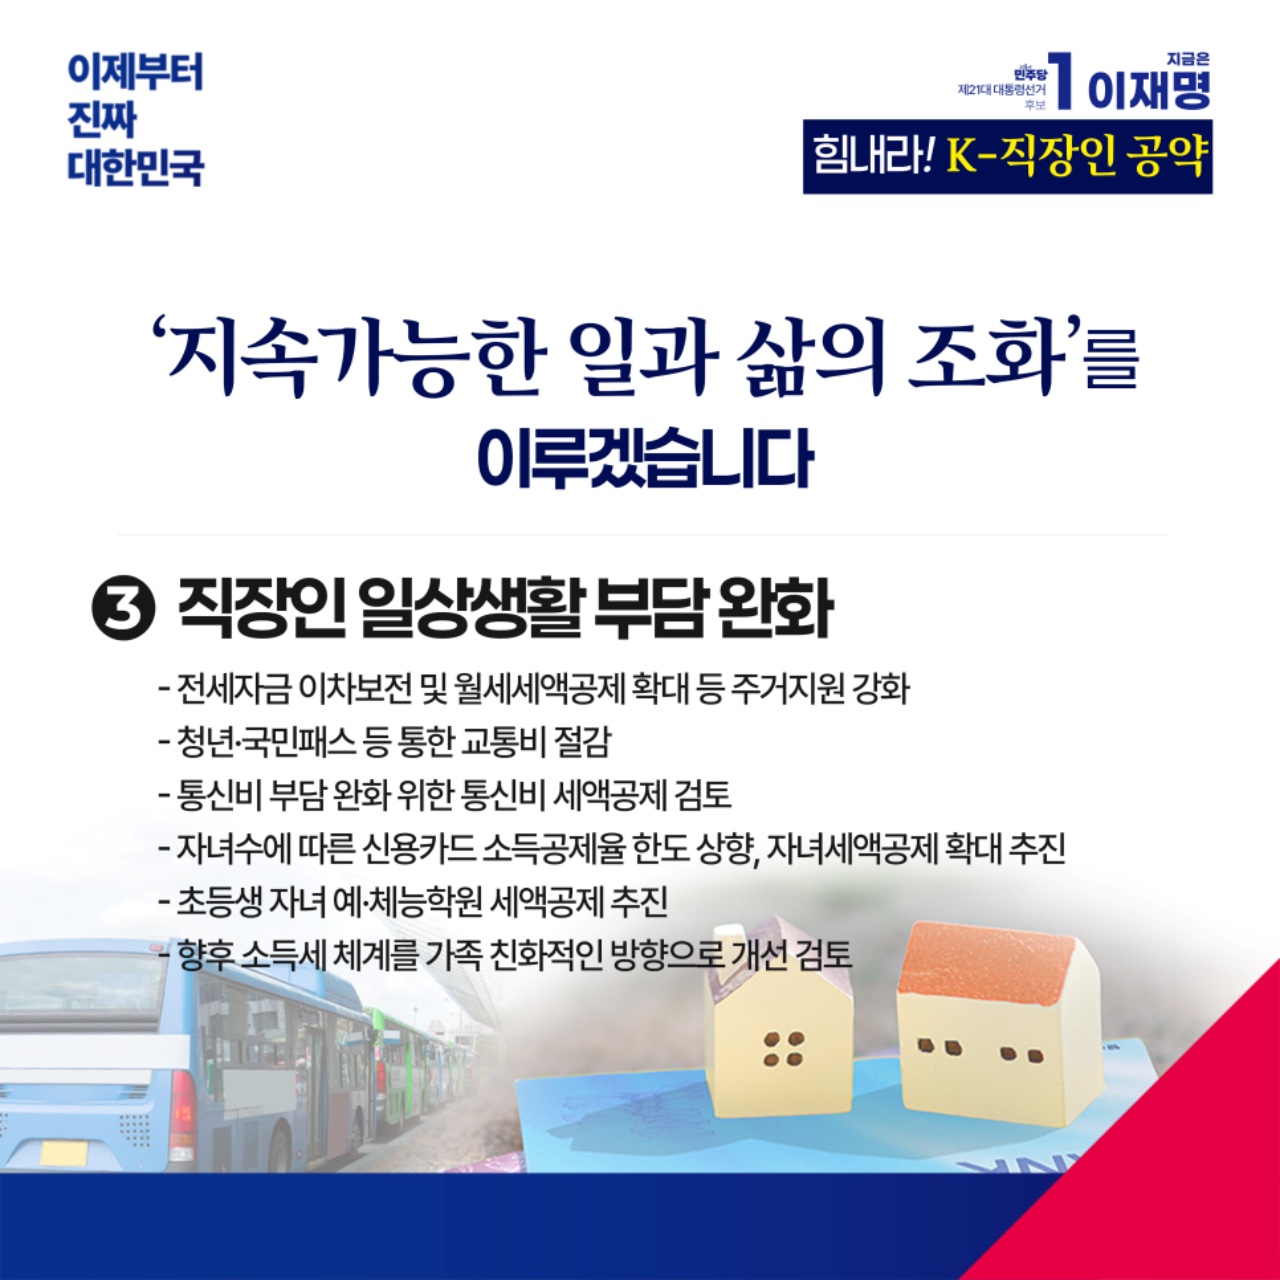 이제부터
진짜
대한민국
지금은
민주당
제21대 대통령선거
후보
1 이재명
힘내라! K-직장인 공약
‘지속가능한 일과 삶의 조화’를
이루겠습니다
3 직장인 일상생활 부담 완화
- 전세자금 이차보전 및 월세세액공제 확대 등 주거지원 강화
- 청년·국민패스 등 통한 교통비 절감
- 통신비 부담 완화 위한 통신비 세액공제 검토
- 자녀수에 따른 신용카드 소득공제율 한도 상향, 자녀세액공제 확대 추진
- 초등생 자녀 예·체능학원 세액공제 추진
- 향후 소득세 체계를 가족 친화적인 방향으로 개선 검토